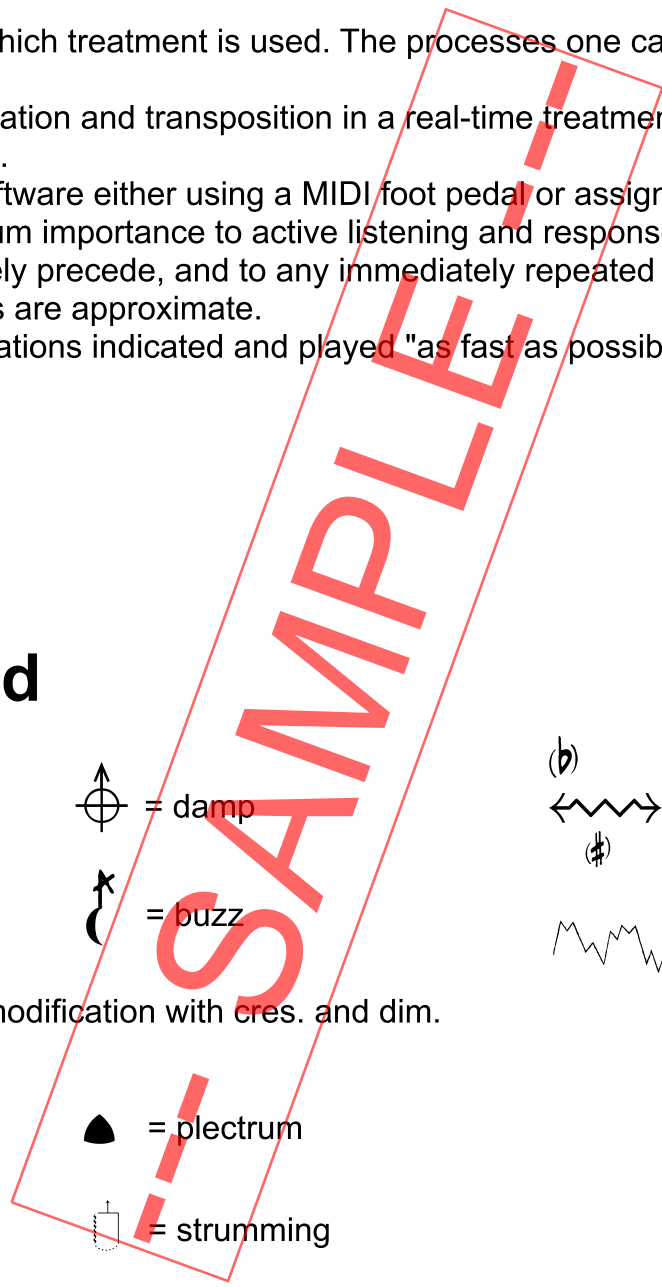 hich treatment is used. The processes one ca
ation and transposition in a real-time treatmen
.
ftware either using a MIDI foot pedal or assign
um importance to active listening and respons
ely precede, and to any immediately repeated
s are approximate.
ations indicated and played "as fast as possib
--- SAMPLE ---
d
(♭)
= damp
(♯)
= buzz
modification with cres. and dim.
= plectrum
= strumming